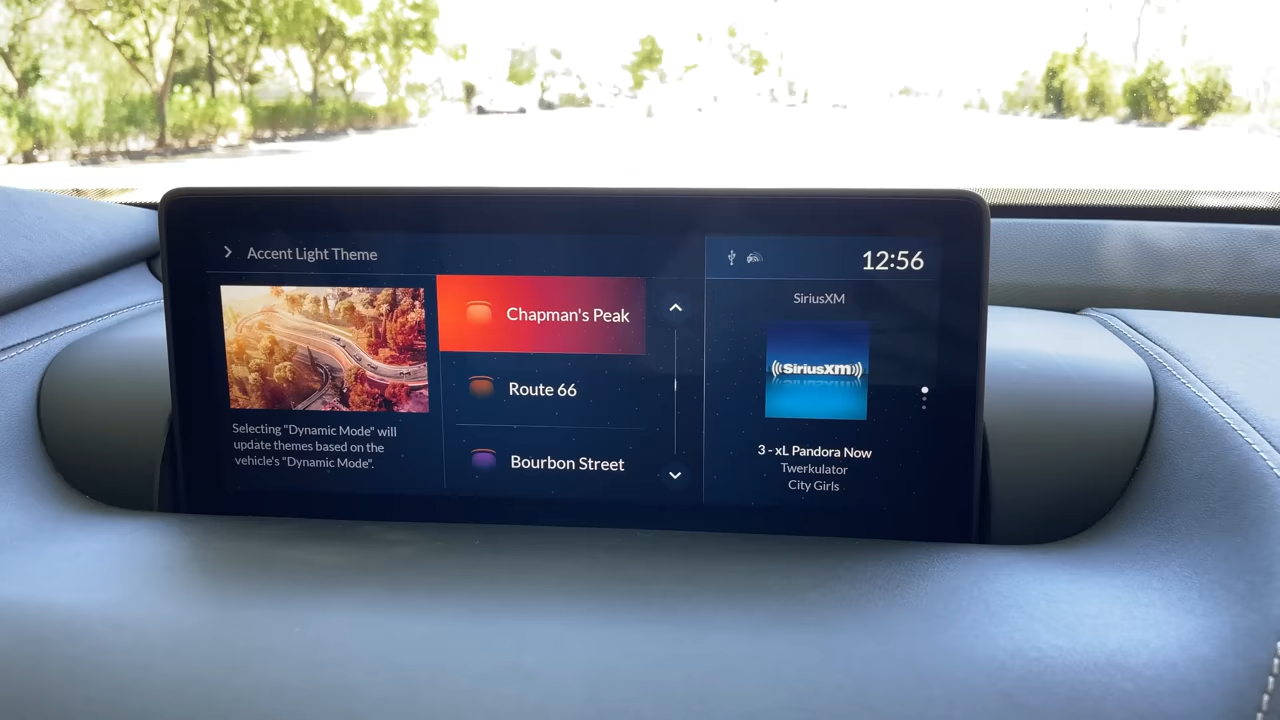 Accent Light Theme
12:56
Chapman's Peak
Route 66
Bourbon Street
Selecting "Dynamic Mode" will
update themes based on the
vehicle's "Dynamic Mode".
SiriusXM
((SiriusXM))
3 - xL Pandora Now
Twerkulator
City Girls